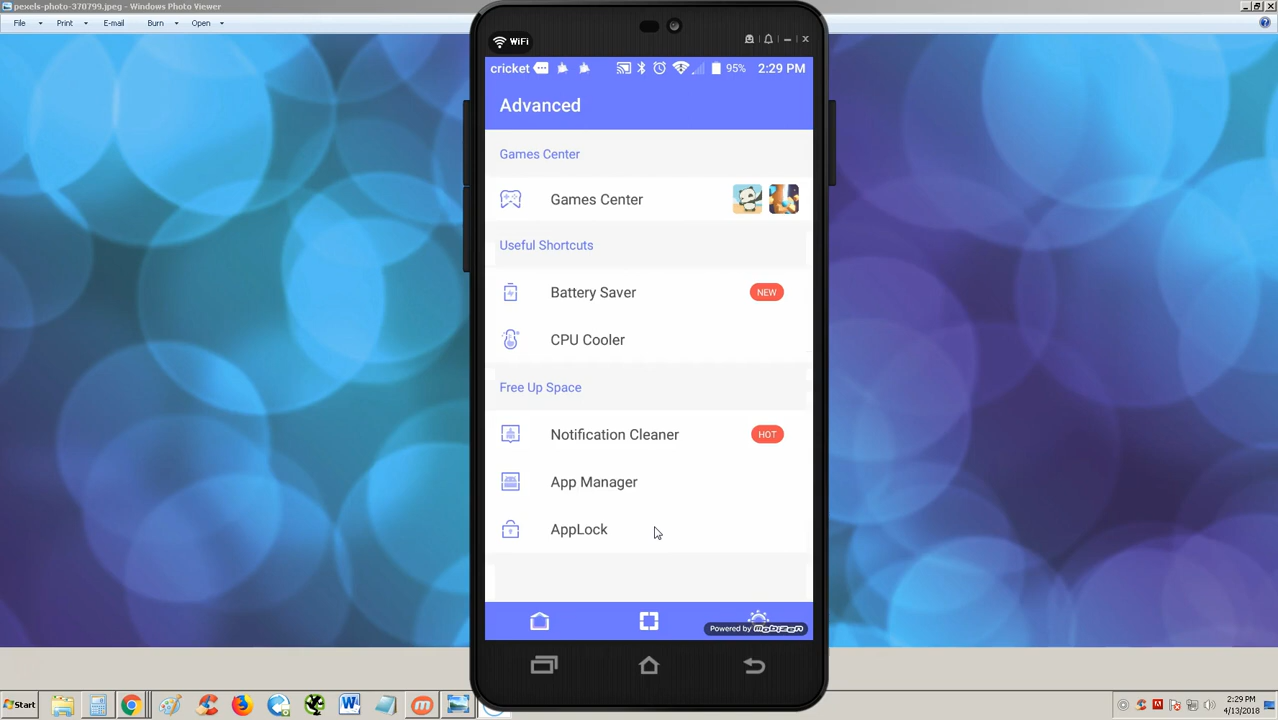 pexels-photo-370799.jpeg - Windows Photo Viewer
File Print E-mail Burn Open
WiFi
cricket 95% 2:29 PM
Advanced
Games Center
Games Center
Useful Shortcuts
Battery Saver NEW
CPU Cooler
Free Up Space
Notification Cleaner HOT
App Manager
AppLock
Powered by mobizen
Start
2:29 PM
4/13/2018